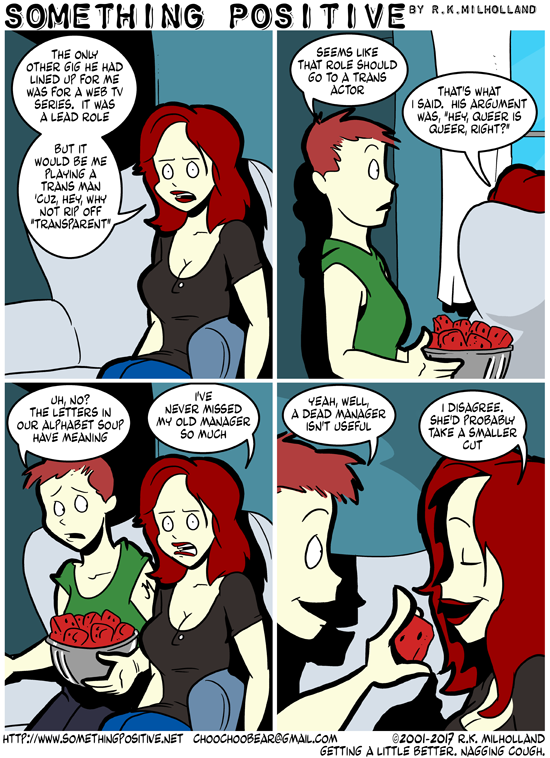 SOMETHING POSITIVE BY R.K.MILHOLLAND
THE ONLY
OTHER GIG HE HAD
LINED UP FOR ME
WAS FOR A WEB TV
SERIES. IT WAS
A LEAD ROLE
BUT IT
WOULD BE ME
PLAYING A
TRANS MAN
'CUZ, HEY, WHY
NOT RIP OFF
"TRANSPARENT"
SEEMS LIKE
THAT ROLE SHOULD
GO TO A TRANS
ACTOR
THAT'S WHAT
I SAID. HIS ARGUMENT
WAS, "HEY, QUEER IS
QUEER, RIGHT?"
UH, NO?
THE LETTERS IN
OUR ALPHABET SOUP
HAVE MEANING
I'VE
NEVER MISSED
MY OLD MANAGER
SO MUCH
YEAH, WELL,
A DEAD MANAGER
ISN'T USEFUL
I DISAGREE.
SHE'D PROBABLY
TAKE A SMALLER
CUT
HTTP://WWW.SOMETHINGPOSITIVE.NET CHOOCHOOBEAR@GMAIL.COM ©2001-2017 R.K. MILHOLLAND
GETTING A LITTLE BETTER. NAGGING COUGH.